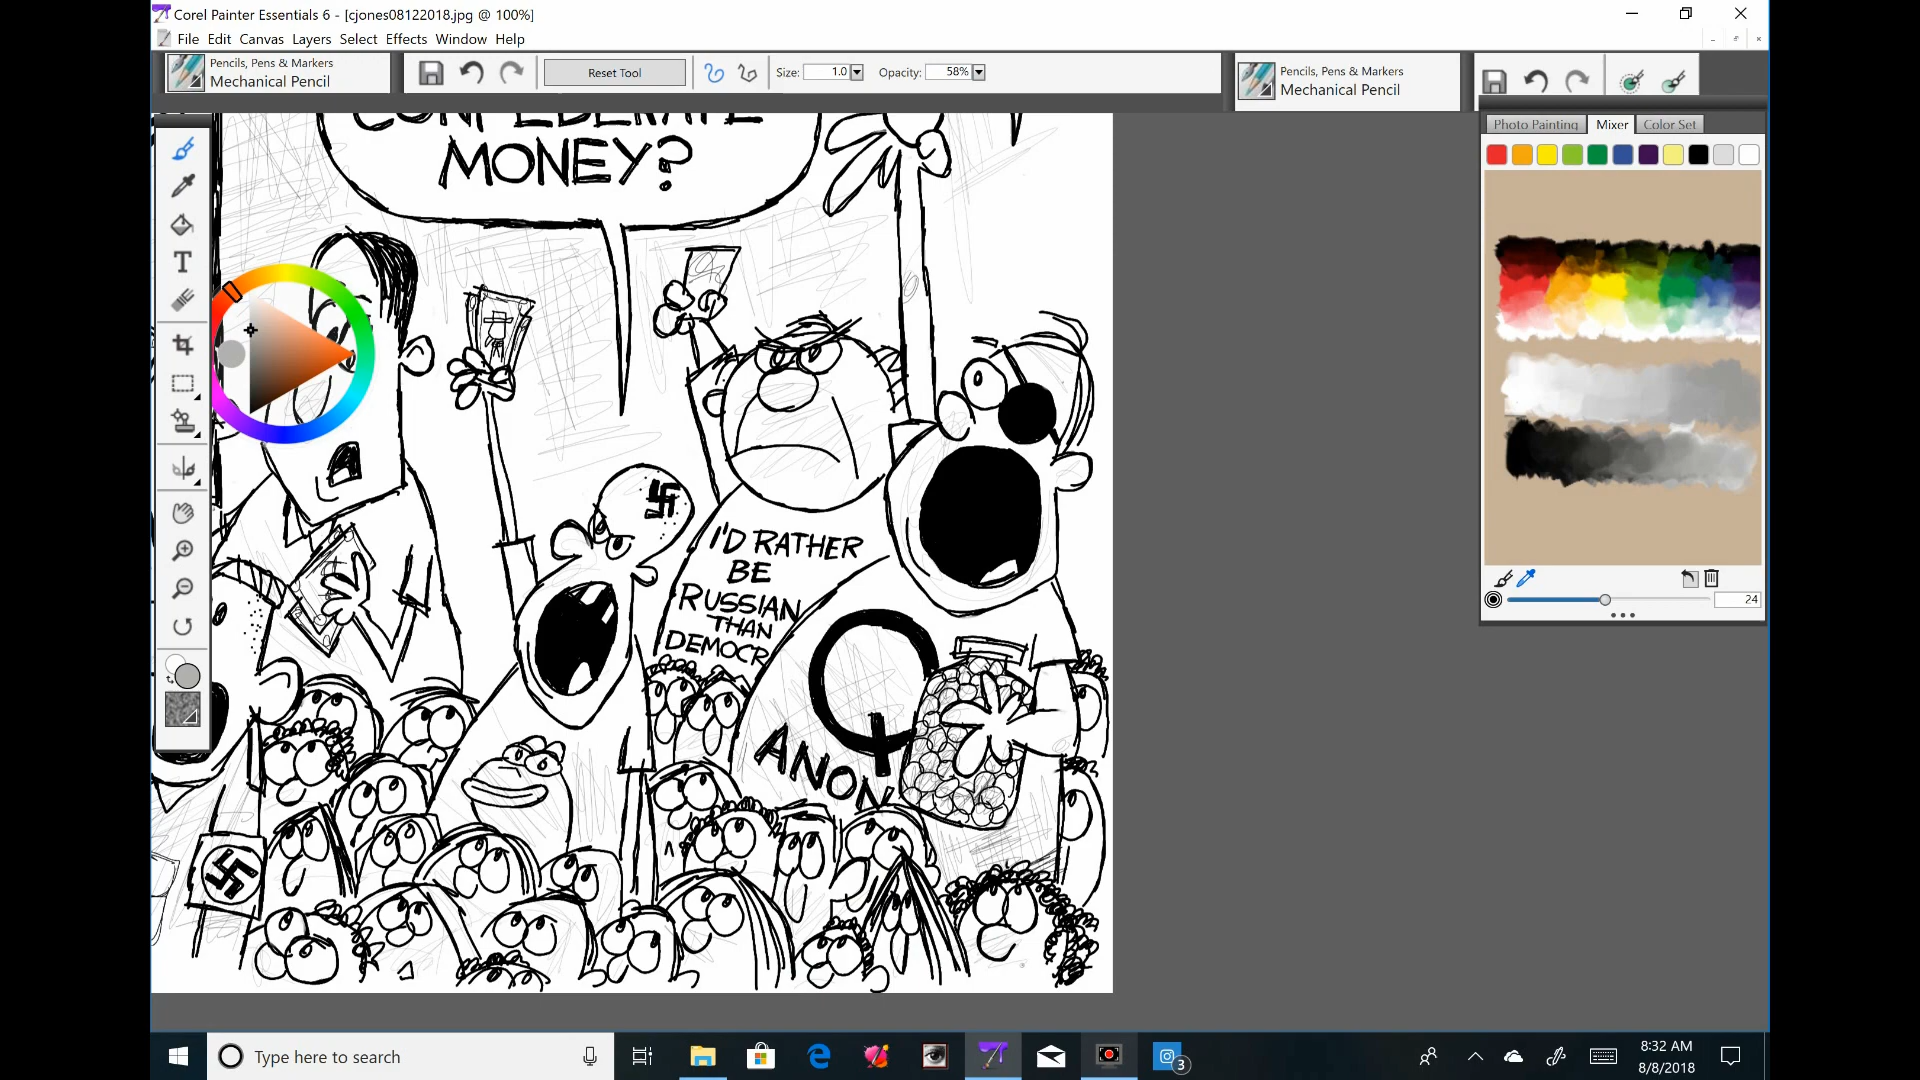 Corel Painter Essentials 6 - [cjones08122018.jpg @ 100%]
File Edit Canvas Layers Select Effects Window Help
Pencils, Pens & Markers
Mechanical Pencil
Reset Tool
Size: 1.0
Opacity: 58%
Pencils, Pens & Markers
Mechanical Pencil
Photo Painting Mixer Color Set
CONFEDERATE
MONEY?
I'D RATHER
BE
RUSSIAN
THAN
DEMOCR
Q
ANON
24
Type here to search
3
8:32 AM
8/8/2018